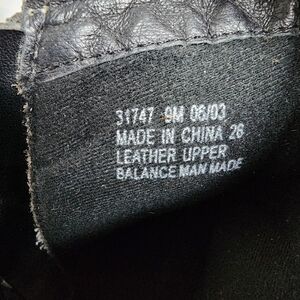 31747 9M 06/03
MADE IN CHINA 26
LEATHER UPPER
BALANCE MAN MADE